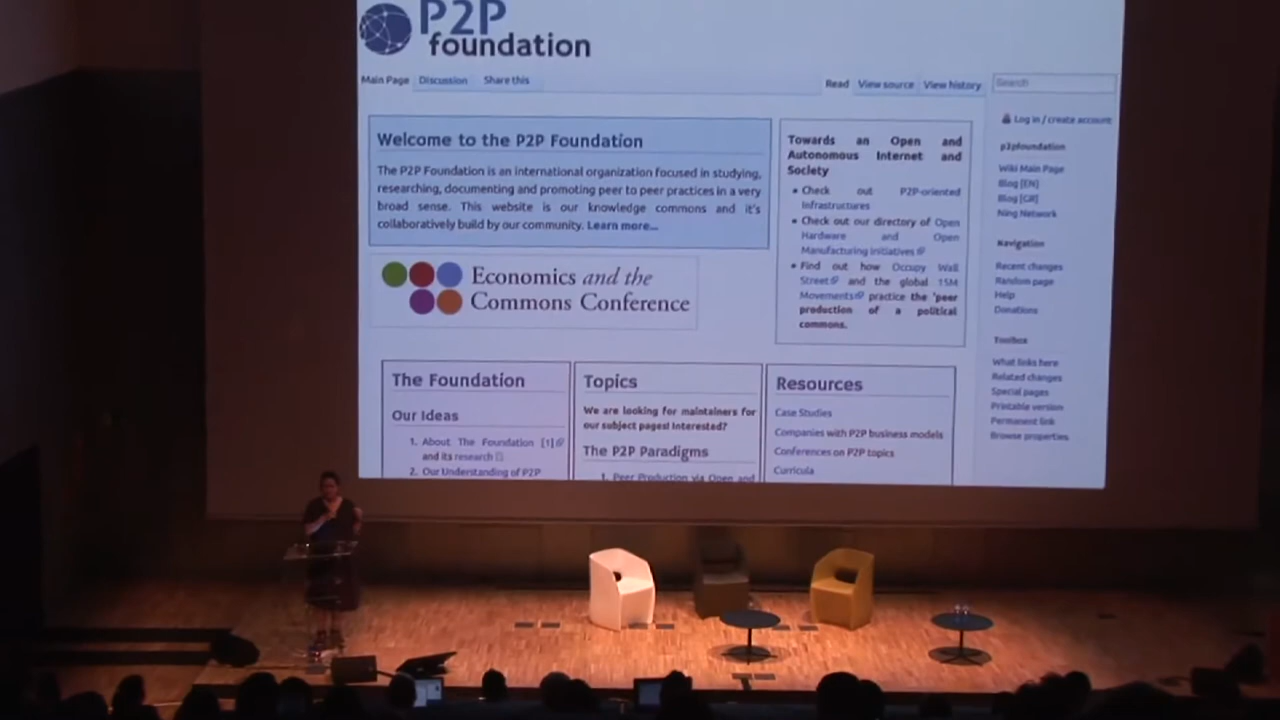 P2P
foundation
Main Page Discussion Share this
Read View source View history
Search
Log in / create account
Welcome to the P2P Foundation
The P2P Foundation is an international organization focused in studying,
researching, documenting and promoting peer to peer practices in a very
broad sense. This website is our knowledge commons and it's
collaboratively build by our community. Learn more...
Economics and the
Commons Conference
Towards an Open and
Autonomous Internet and
Society
Check out P2P-oriented
Infrastructures
Check out our directory of Open
Hardware and Open
Manufacturing Initiatives
Find out how Occupy Wall
Street and the global 15M
Movements practice the 'peer
production of a political
commons.
p2pfoundation
Wiki Main Page
Blog [EN]
Blog [GR]
Ning Network
Navigation
Recent changes
Random page
Help
Donations
Toolbox
What links here
Related changes
Special pages
Printable version
Permanent link
Browse properties
The Foundation
Our Ideas
1. About The Foundation [1]
and its research
2. Our Understanding of P2P
Topics
We are looking for maintainers for
our subject pages! Interested?
The P2P Paradigms
1. Peer Production via Open and
Resources
Case Studies
Companies with P2P business models
Conferences on P2P topics
Curricula